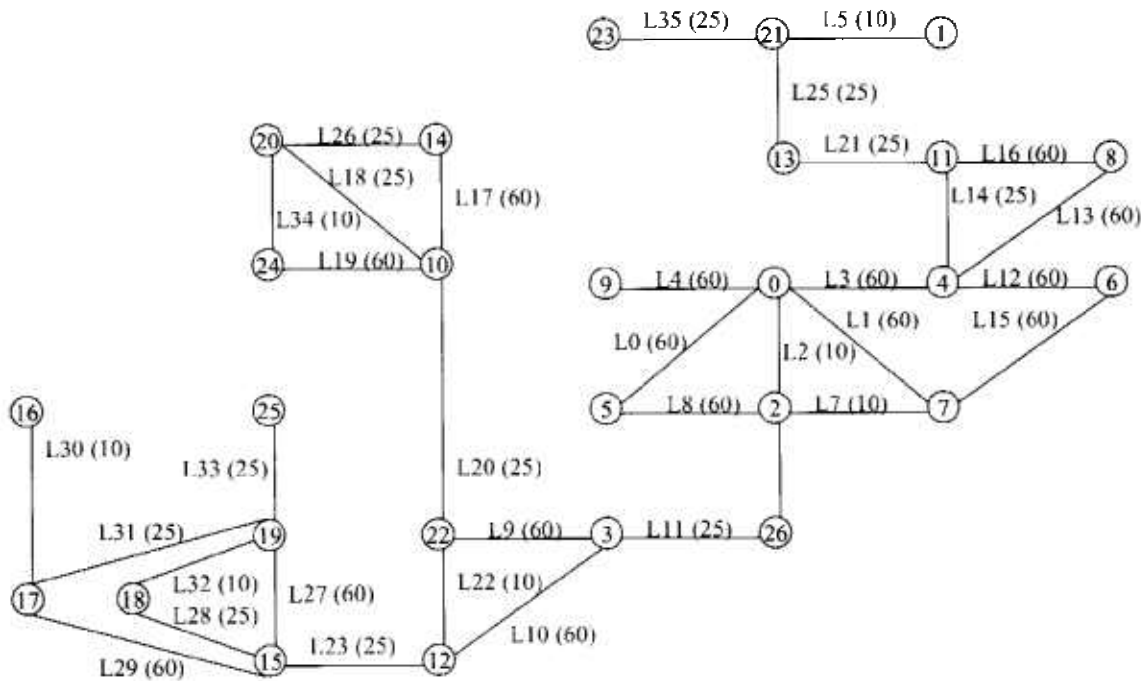 23 L35 (25) 21 L5 (10) 1
L25 (25)
20 L26 (25) 14
13 L21 (25) 11 L16 (60) 8
L18 (25)
L17 (60)
L14 (25)
L13 (60)
L34 (10)
24 L19 (60) 10
9 L4 (60) 0 L3 (60) 4 L12 (60) 6
L1 (60)
L15 (60)
L0 (60)
L2 (10)
16
25
5 L8 (60) 2 L7 (10) 7
L30 (10)
L33 (25)
L20 (25)
L31 (25)
19
22 L9 (60) 3 L11 (25) 26
L32 (10)
L22 (10)
17
18
L27 (60)
L28 (25)
L10 (60)
L29 (60)
15 L23 (25) 12